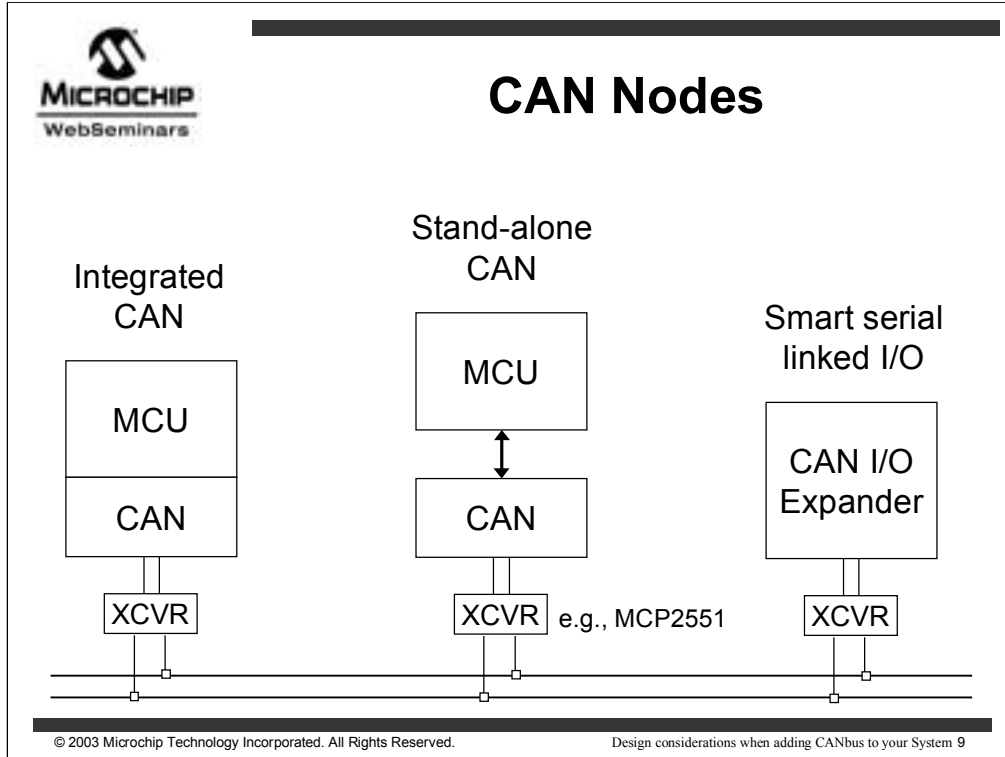 MICROCHIP
WebSeminars
CAN Nodes
Integrated
CAN
MCU
CAN
XCVR
Stand-alone
CAN
MCU
CAN
XCVR
e.g., MCP2551
Smart serial
linked I/O
CAN I/O
Expander
XCVR
© 2003 Microchip Technology Incorporated. All Rights Reserved.
Design considerations when adding CANbus to your System 9